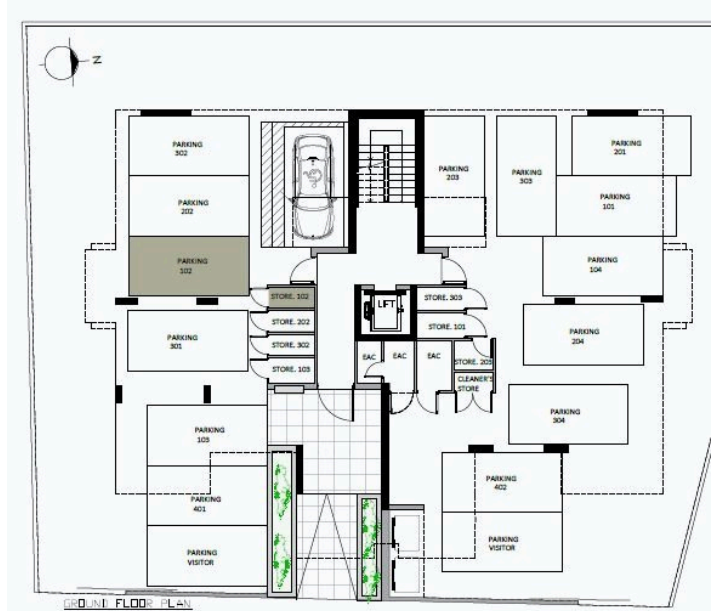 N
PARKING
302
PARKING
202
PARKING
102
PARKING
203
PARKING
303
PARKING
201
PARKING
101
PARKING
104
STORE. 102
STORE. 202
STORE. 302
STORE. 103
LIFT
STORE. 303
STORE. 101
EAC
EAC
EAC
STORE. 203
CLEANER'S
STORE
PARKING
301
PARKING
204
PARKING
304
PARKING
103
PARKING
401
PARKING
VISITOR
PARKING
402
PARKING
VISITOR
GROUND FLOOR PLAN